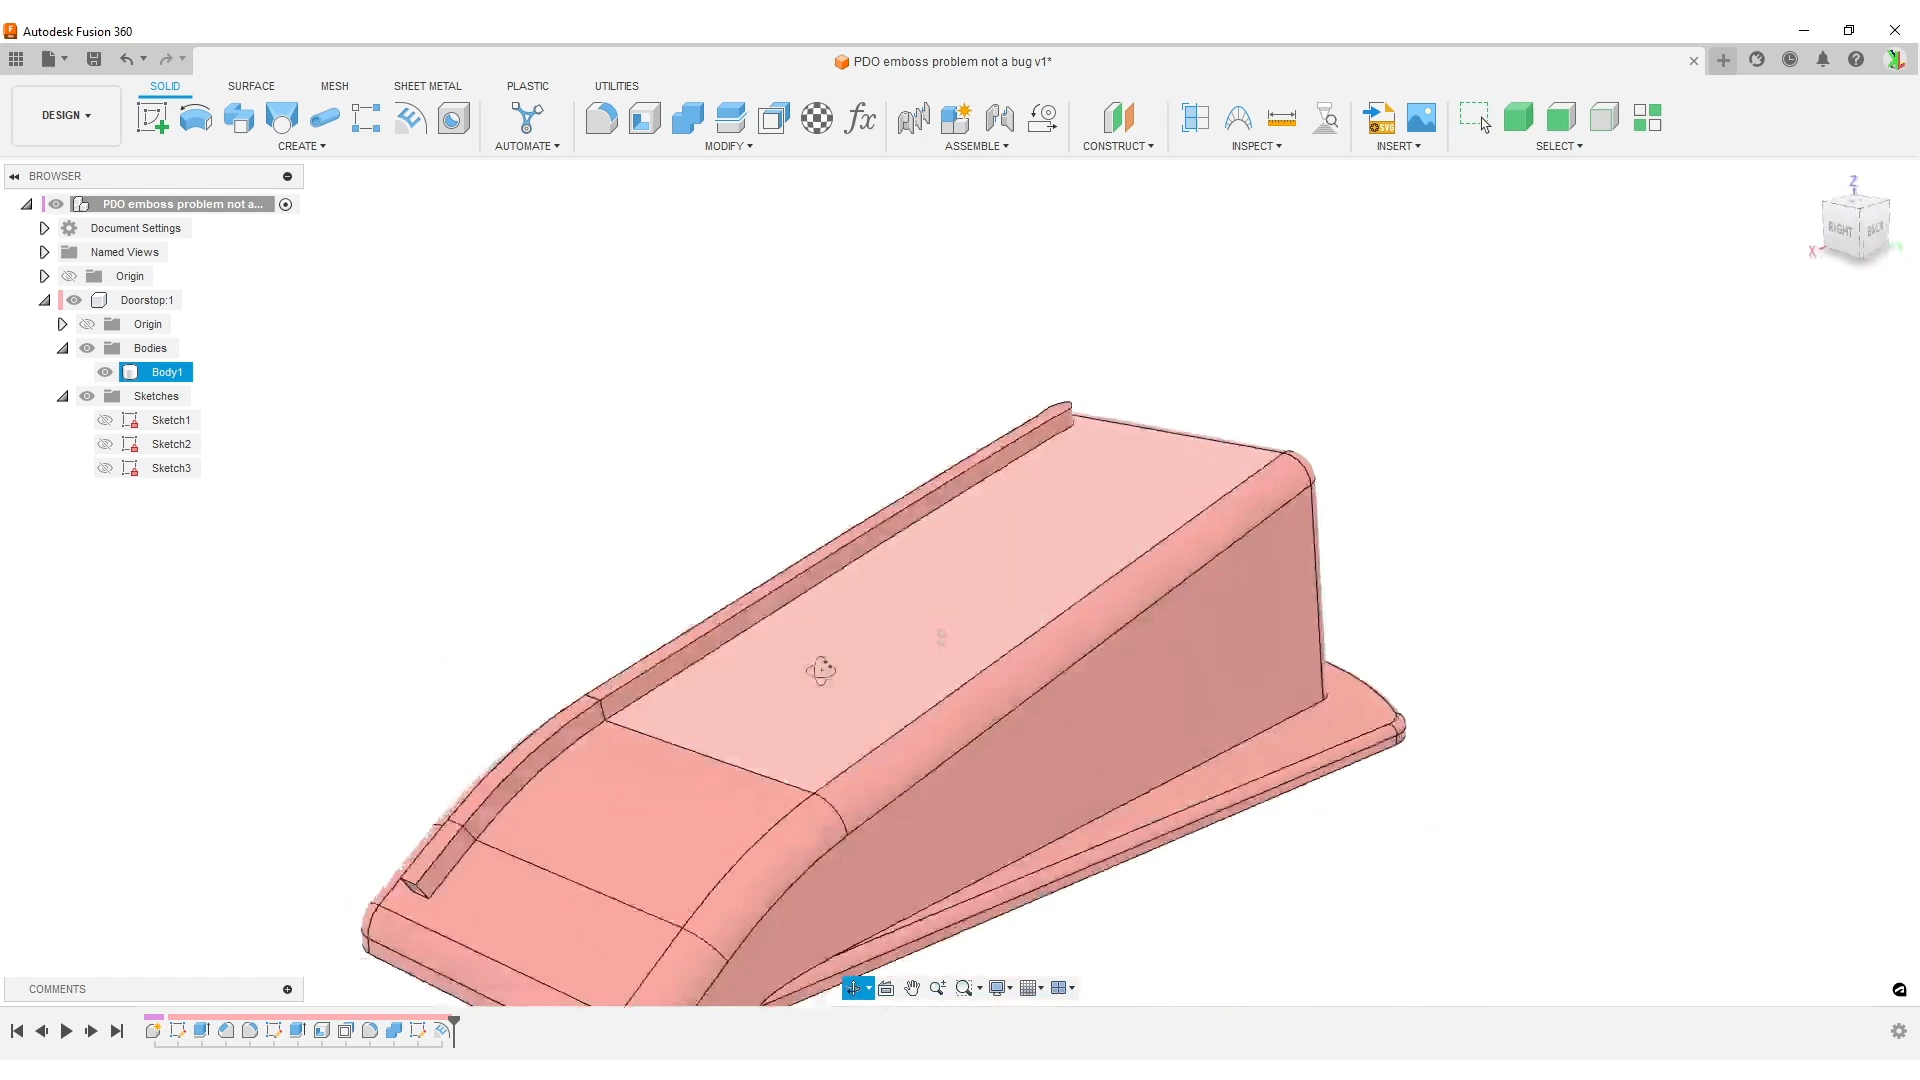 Autodesk Fusion 360
PDO emboss problem not a bug v1*
SOLID
SURFACE
MESH
SHEET METAL
PLASTIC
UTILITIES
DESIGN
CREATE
AUTOMATE
MODIFY
ASSEMBLE
CONSTRUCT
INSPECT
INSERT
SELECT
fx
SVG
BROWSER
PDO emboss problem not a...
Document Settings
Named Views
Origin
Doorstop:1
Origin
Bodies
Body1
Sketches
Sketch1
Sketch2
Sketch3
Z
RIGHT
BACK
X
COMMENTS